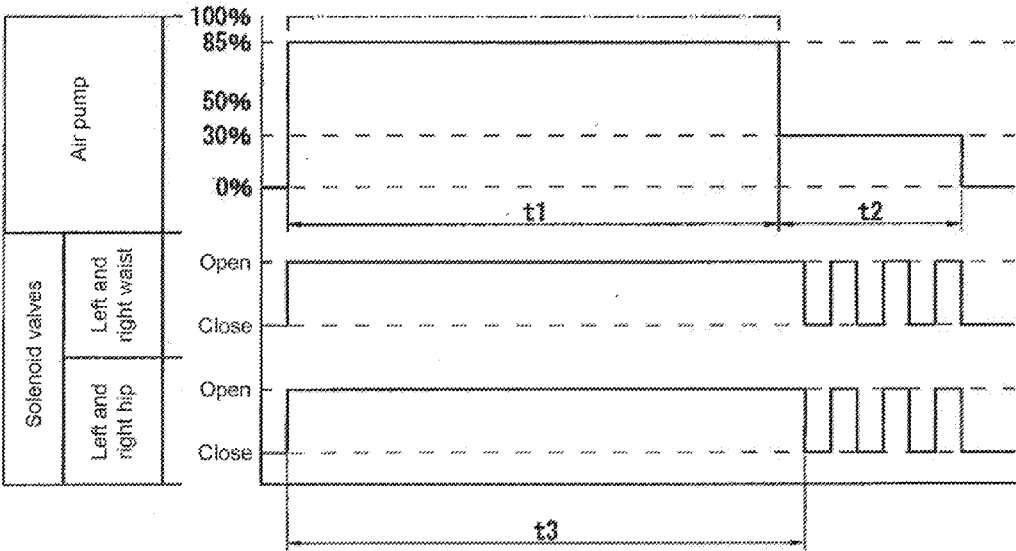 Air pump
100%
85%
50%
30%
0%
t1
t2
Solenoid valves
Left and
right waist
Open
Close
Left and
right hip
Open
Close
t3